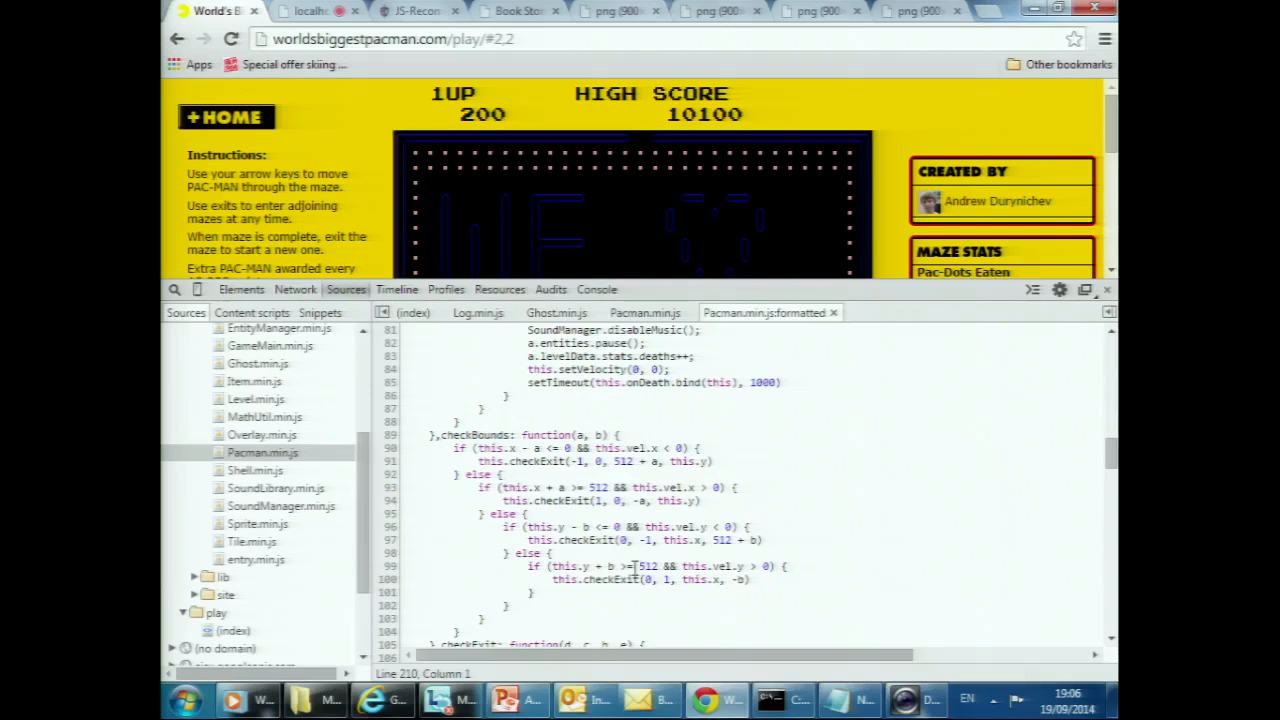 World's B
localh
JS-Recon
Book Stor
png (900
png (900
png (900
png (900
worldsbiggestpacman.com/play/#2,2
Apps
Special offer skiing ...
Other bookmarks
1UP
HIGH SCORE
200
10100
+HOME
Instructions:
Use your arrow keys to move
PAC-MAN through the maze.
Use exits to enter adjoining
mazes at any time.
When maze is complete, exit the
maze to start a new one.
Extra PAC-MAN awarded every
CREATED BY
Andrew Durynichev
MAZE STATS
Pac-Dots Eaten
Elements Network Sources Timeline Profiles Resources Audits Console
Sources Content scripts Snippets
(index) Log.min.js Ghost.min.js Pacman.min.js Pacman.min.js:formatted
EntityManager.min.js
GameMain.min.js
Ghost.min.js
Item.min.js
Level.min.js
MathUtil.min.js
Overlay.min.js
Pacman.min.js
Shell.min.js
SoundLibrary.min.js
SoundManager.min.js
Sprite.min.js
Tile.min.js
entry.min.js
lib
site
play
(index)
(no domain)
81 SoundManager.disableMusic();
82 a.entities.pause();
83 a.levelData.stats.deaths++;
84 this.setVelocity(0, 0);
85 setTimeout(this.onDeath.bind(this), 1000)
86 }
87 }
88 }
89 },checkBounds: function(a, b) {
90 if (this.x - a <= 0 && this.vel.x < 0) {
91 this.checkExit(-1, 0, 512 + a, this.y)
92 } else {
93 if (this.x + a >= 512 && this.vel.x > 0) {
94 this.checkExit(1, 0, -a, this.y)
95 } else {
96 if (this.y - b <= 0 && this.vel.y < 0) {
97 this.checkExit(0, -1, this.x, 512 + b)
98 } else {
99 if (this.y + b >= 512 && this.vel.y > 0) {
100 this.checkExit(0, 1, this.x, -b)
101 }
102 }
103 }
104 }
105 },checkExit: function(d, c, b, e) {
106
Line 210, Column 1
W...
M...
G...
M...
A...
In...
B...
W...
C:...
N...
D...
EN
19:06
19/09/2014